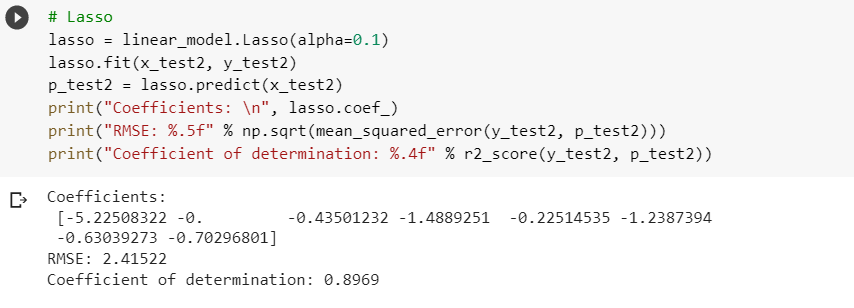 # Lasso
lasso = linear_model.Lasso(alpha=0.1)
lasso.fit(x_test2, y_test2)
p_test2 = lasso.predict(x_test2)
print("Coefficients: \n", lasso.coef_)
print("RMSE: %.5f" % np.sqrt(mean_squared_error(y_test2, p_test2)))
print("Coefficient of determination: %.4f" % r2_score(y_test2, p_test2))
Coefficients:
 [-5.22508322 -0.         -0.43501232 -1.4889251  -0.22514535 -1.2387394
 -0.63039273 -0.70296801]
RMSE: 2.41522
Coefficient of determination: 0.8969